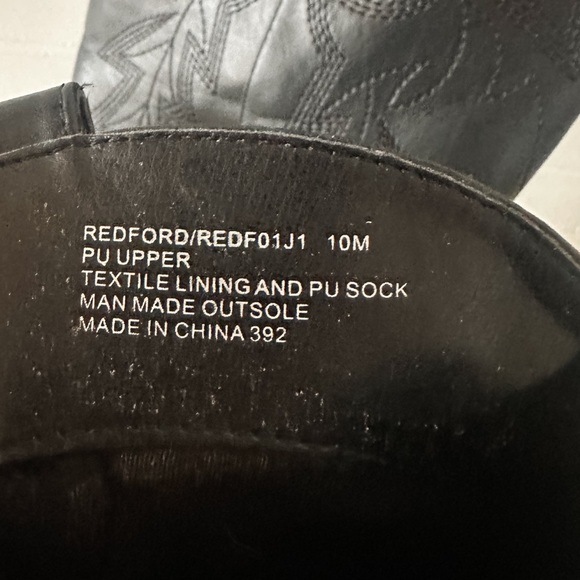 REDFORD/REDF01J1 10M
PU UPPER
TEXTILE LINING AND PU SOCK
MAN MADE OUTSOLE
MADE IN CHINA 392